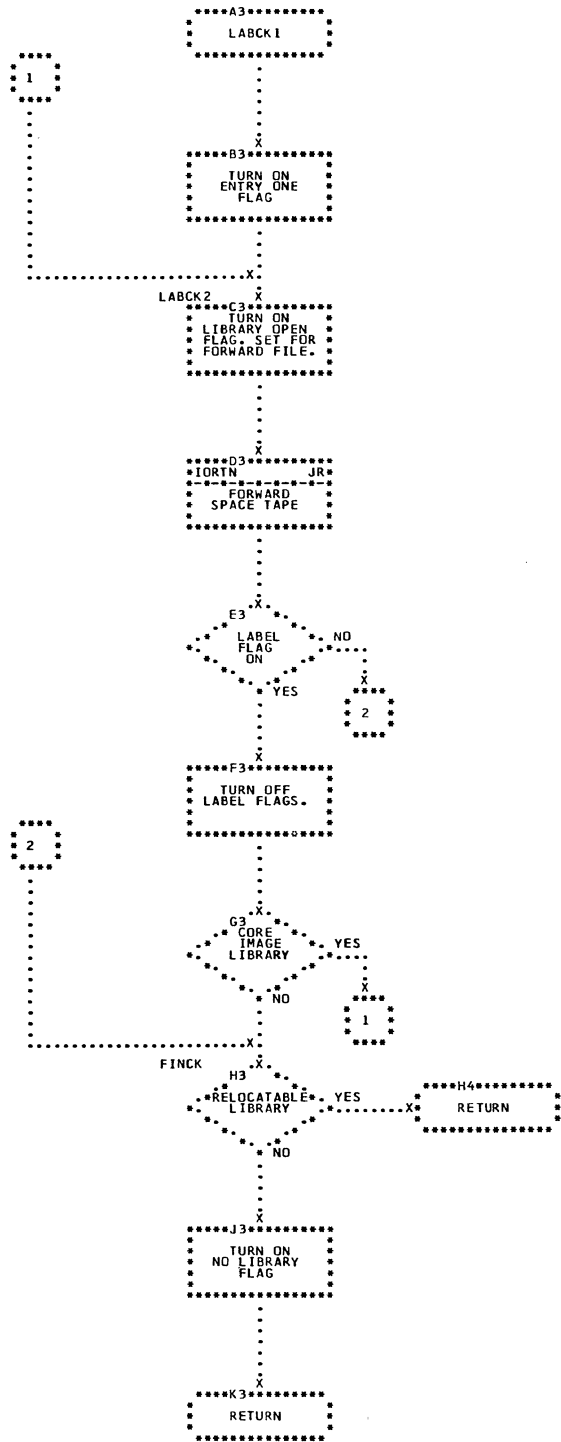 A3
LABCK1
1
B3
TURN ON
ENTRY ONE
FLAG
LABCK2
C3
TURN ON
LIBRARY OPEN
FLAG. SET FOR
FORWARD FILE.
D3
IORTN JR
FORWARD
SPACE TAPE
E3
LABEL
FLAG
ON
NO
YES
2
F3
TURN OFF
LABEL FLAGS.
2
G3
CORE
IMAGE
LIBRARY
YES
NO
1
FINCK
H3
RELOCATABLE
LIBRARY
YES
NO
H4
RETURN
J3
TURN ON
NO LIBRARY
FLAG
K3
RETURN